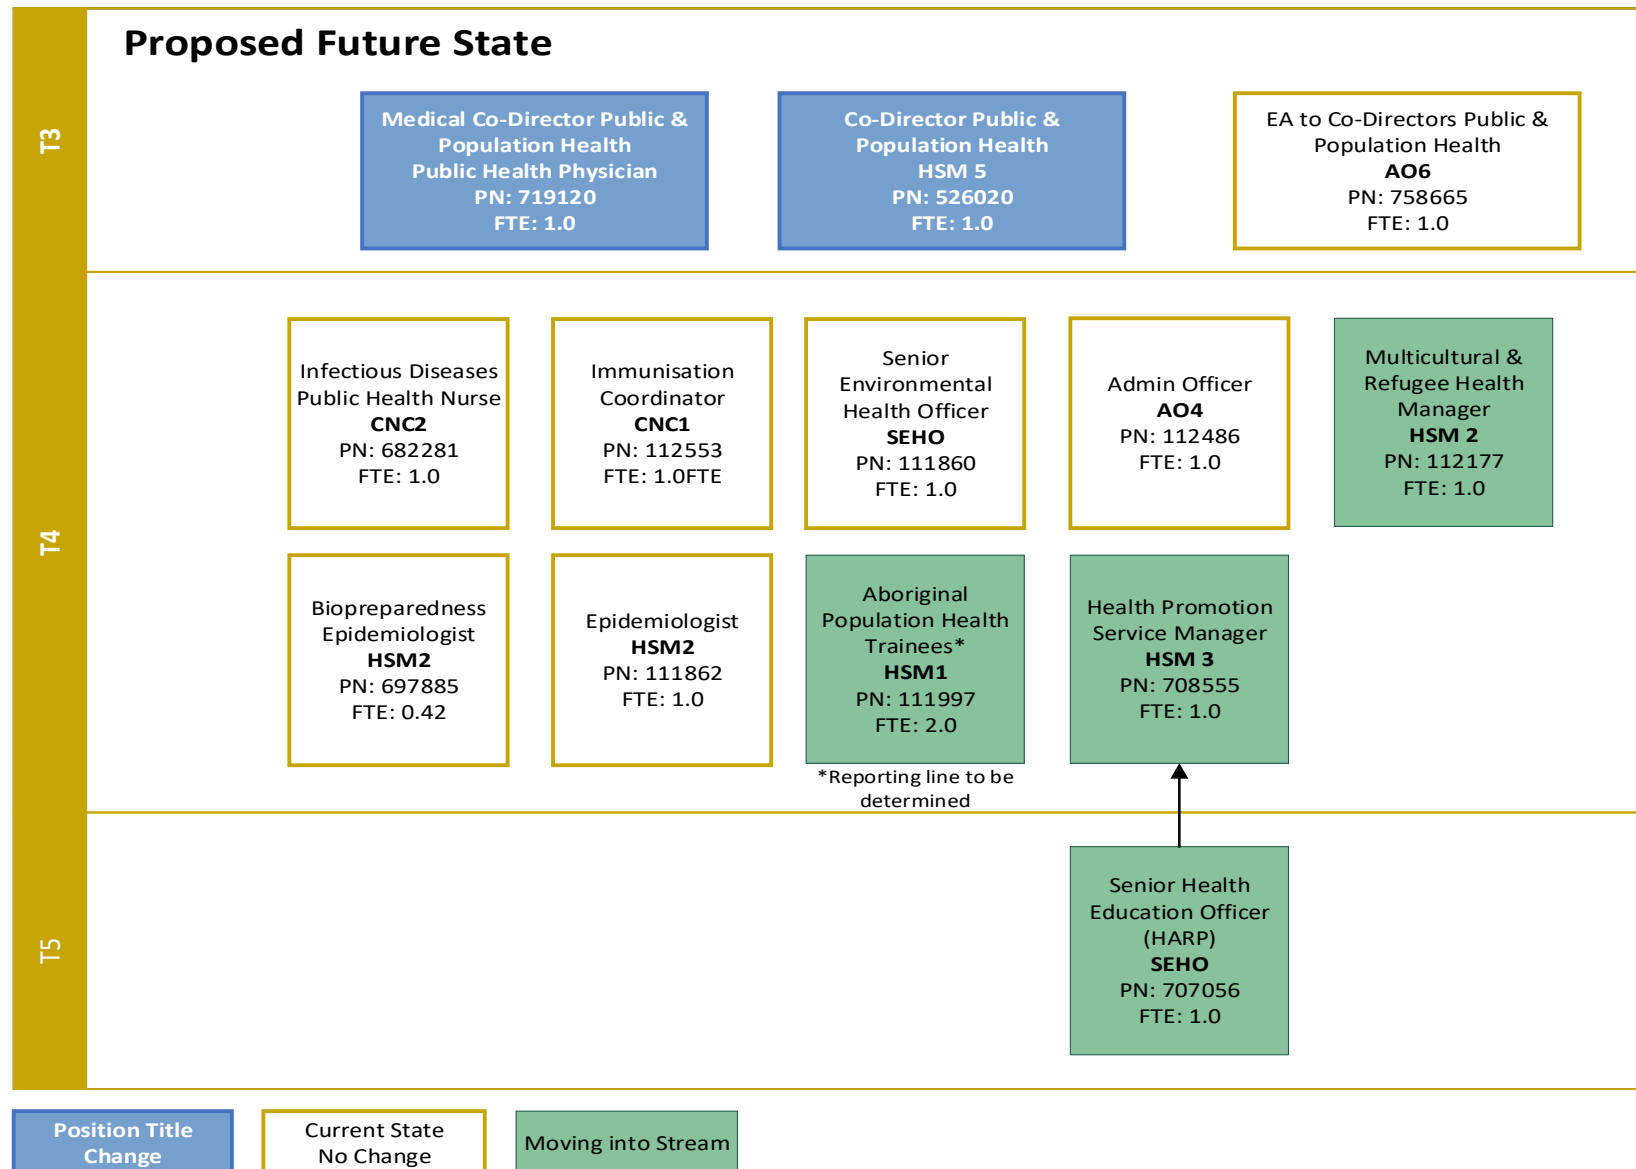 Proposed Future State
T3
Medical Co-Director Public &
Population Health
Public Health Physician
PN: 719120
FTE: 1.0
Co-Director Public &
Population Health
HSM 5
PN: 526020
FTE: 1.0
EA to Co-Directors Public &
Population Health
AO6
PN: 758665
FTE: 1.0
T4
Infectious Diseases
Public Health Nurse
CNC2
PN: 682281
FTE: 1.0
Immunisation
Coordinator
CNC1
PN: 112553
FTE: 1.0FTE
Senior
Environmental
Health Officer
SEHO
PN: 111860
FTE: 1.0
Admin Officer
AO4
PN: 112486
FTE: 1.0
Multicultural &
Refugee Health
Manager
HSM 2
PN: 112177
FTE: 1.0
Biopreparedness
Epidemiologist
HSM2
PN: 697885
FTE: 0.42
Epidemiologist
HSM2
PN: 111862
FTE: 1.0
Aboriginal
Population Health
Trainees*
HSM1
PN: 111997
FTE: 2.0
*Reporting line to be
determined
Health Promotion
Service Manager
HSM 3
PN: 708555
FTE: 1.0
T5
Senior Health
Education Officer
(HARP)
SEHO
PN: 707056
FTE: 1.0
Position Title
Change
Current State
No Change
Moving into Stream